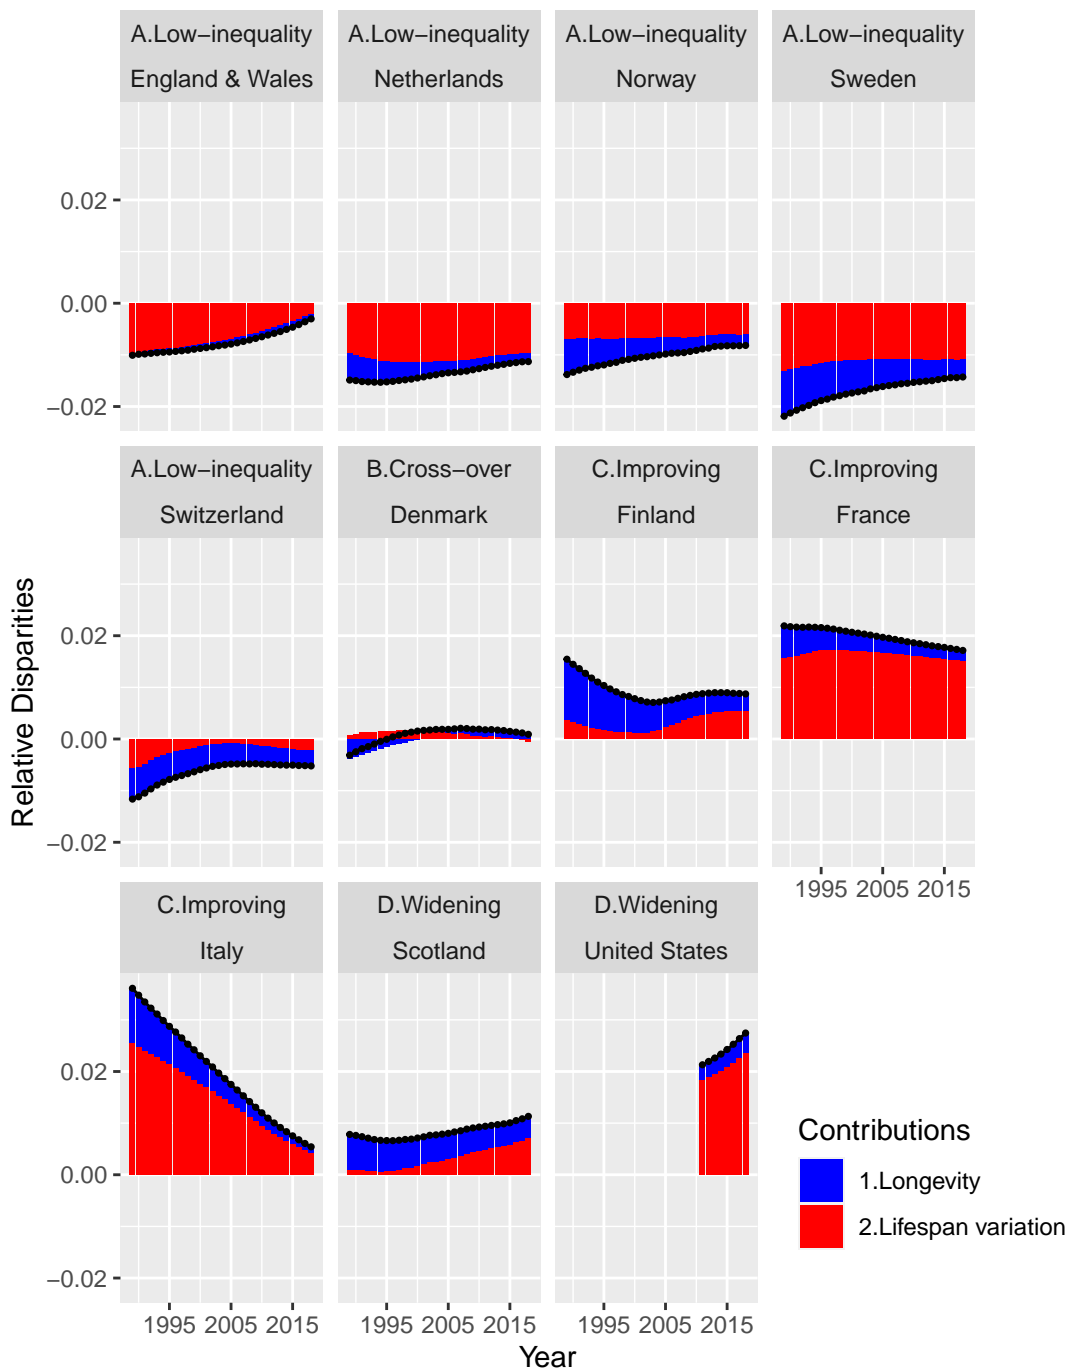 A.Low−inequality
England & Wales
A.Low−inequality
Netherlands
A.Low−inequality
Norway
A.Low−inequality
Sweden
0.02
0.00
−0.02
A.Low−inequality
Switzerland
B.Cross−over
Denmark
C.Improving
Finland
C.Improving
France
0.02
0.00
−0.02
1995 2005 2015
C.Improving
Italy
D.Widening
Scotland
D.Widening
United States
0.02
0.00
−0.02
1995 2005 2015
1995 2005 2015
1995 2005 2015
Year
Relative Disparities
Contributions
1.Longevity
2.Lifespan variation